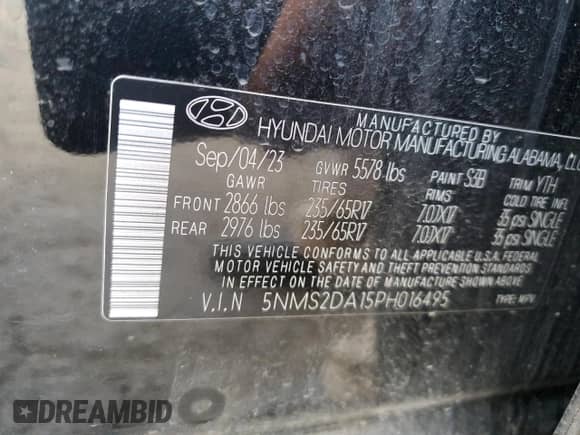 MANUFACTURED BY
HYUNDAI MOTOR MANUFACTURING ALABAMA, LLC
Sep/04/23 GVWR 5578 lbs PAINT S3B TRIM YTH
GAWR TIRES RIMS COLD TIRE INFL
FRONT 2866 lbs 235/65R17 7.0JX17 35 psi SINGLE
REAR 2976 lbs 235/65R17 7.0JX17 35 psi SINGLE
THIS VEHICLE CONFORMS TO ALL APPLICABLE U.S.A. FEDERAL
MOTOR VEHICLE SAFETY AND THEFT PREVENTION STANDARDS IN
EFFECT ON THE DATE OF MANUFACTURE SHOWN ABOVE.
V.I.N 5NMS2DA15PH016495 TYPE: MPV
DREAMBID